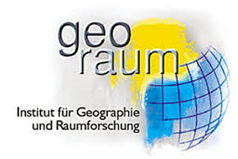 geo
raum
Institut für Geographie
und Raumforschung